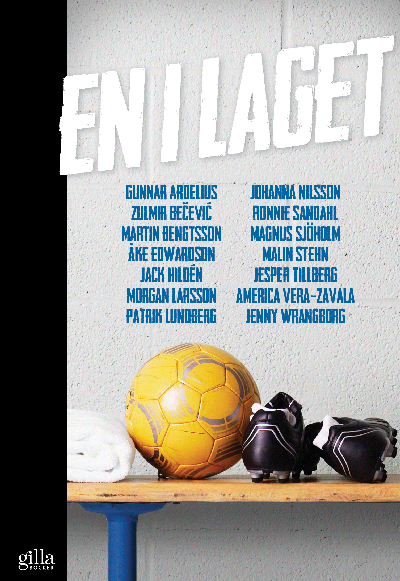 EN I LAGET
GUNNAR ARDELIUS
ZULMIR BEČEVIĆ
MARTIN BENGTSSON
ÅKE EDWARDSON
JACK HILDÉN
MORGAN LARSSON
PATRIK LUNDBERG
JOHANNA NILSSON
RONNIE SANDAHL
MAGNUS SJÖHOLM
MALIN STEHN
JESPER TILLBERG
AMERICA VERA-ZAVALA
JENNY WRANGBORG
gilla
BÖCKER